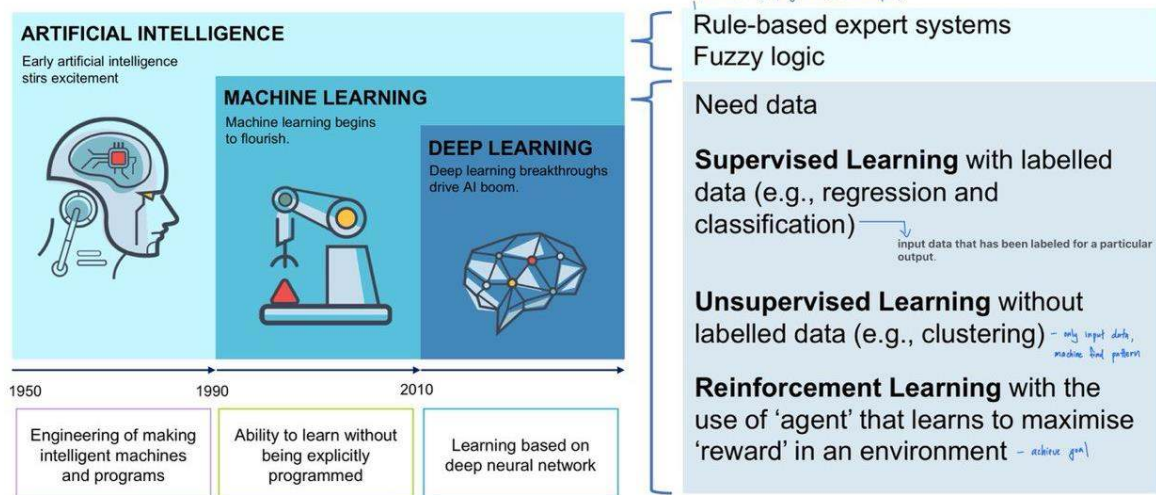 ARTIFICIAL INTELLIGENCE
Early artificial intelligence
stirs excitement
MACHINE LEARNING
Machine learning begins
to flourish.
DEEP LEARNING
Deep learning breakthroughs
drive AI boom.
1950
1990
2010
Engineering of making
intelligent machines
and programs
Ability to learn without
being explicitly
programmed
Learning based on
deep neural network
Rule-based expert systems
Fuzzy logic
Need data
Supervised Learning with labelled
data (e.g., regression and
classification)
input data that has been labeled for a particular
output.
Unsupervised Learning without
labelled data (e.g., clustering) - only input data,
machine find pattern
Reinforcement Learning with the
use of ‘agent’ that learns to maximise
‘reward’ in an environment - achieve goal